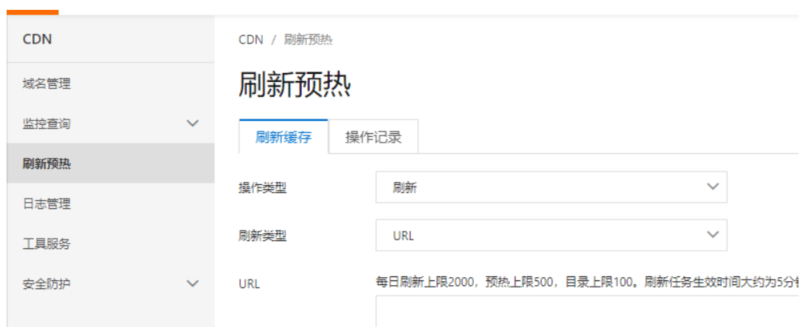 CDN
域名管理
监控查询
刷新预热
日志管理
工具服务
安全防护
CDN / 刷新预热
刷新预热
刷新缓存 操作记录
操作类型 刷新
刷新类型 URL
URL 每日刷新上限2000，预热上限500，目录上限100。刷新任务生效时间大约为5分